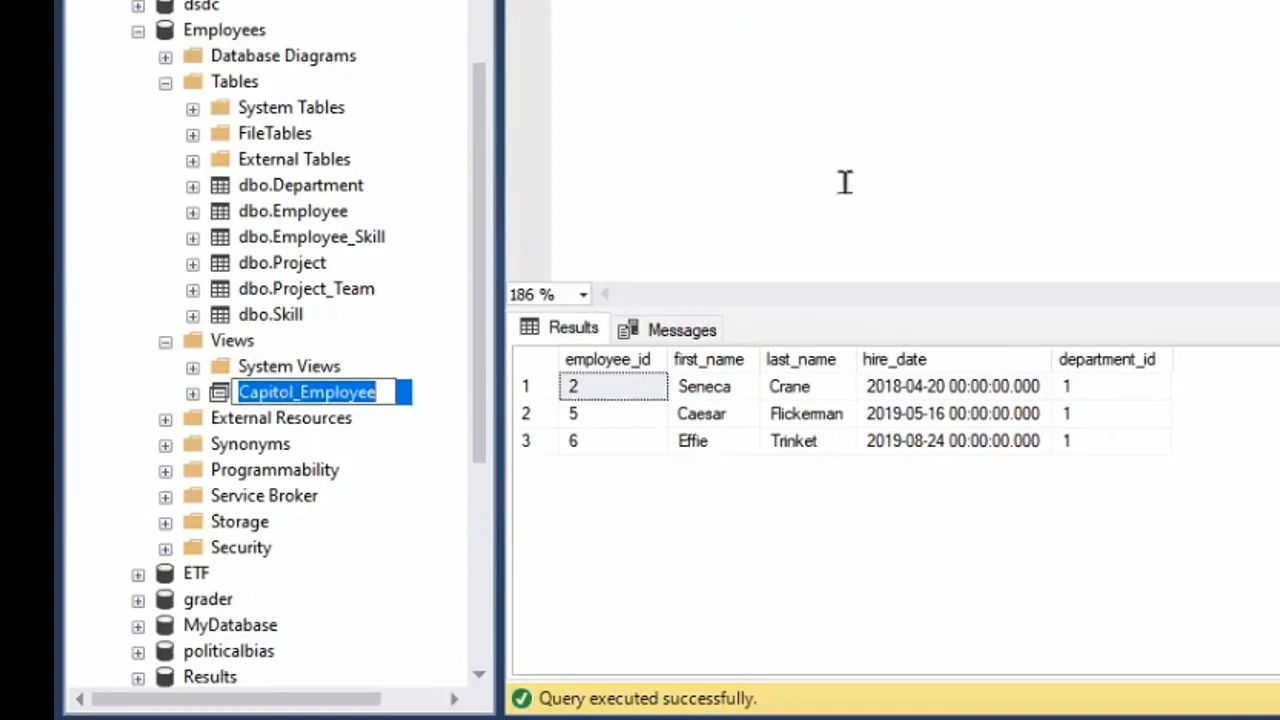 dsdc
Employees
Database Diagrams
Tables
System Tables
FileTables
External Tables
dbo.Department
dbo.Employee
dbo.Employee_Skill
dbo.Project
dbo.Project_Team
dbo.Skill
Views
System Views
Capitol_Employee
External Resources
Synonyms
Programmability
Service Broker
Storage
Security
ETF
grader
MyDatabase
politicalbias
Results
186 %
Results Messages
employee_id first_name last_name hire_date department_id
1 2 Seneca Crane 2018-04-20 00:00:00.000 1
2 5 Caesar Flickerman 2019-05-16 00:00:00.000 1
3 6 Effie Trinket 2019-08-24 00:00:00.000 1
Query executed successfully.